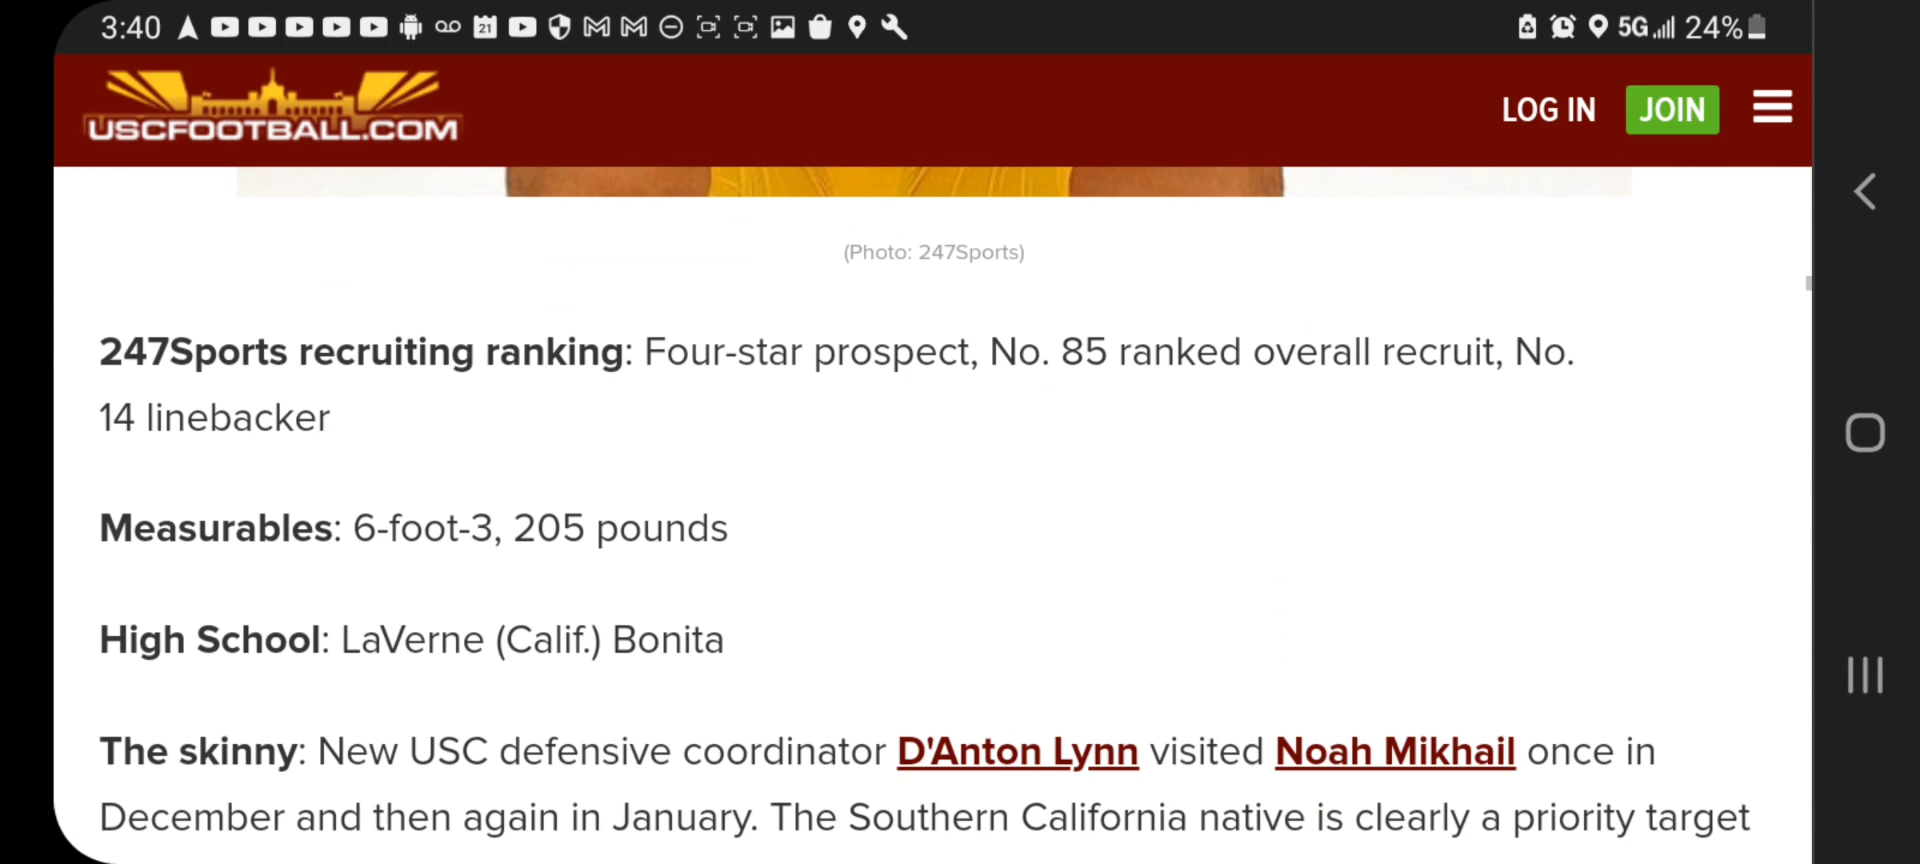 3:40 21 5G 24%
USCFOOTBALL.COM LOG IN JOIN
(Photo: 247Sports)
247Sports recruiting ranking: Four-star prospect, No. 85 ranked overall recruit, No.
14 linebacker
Measurables: 6-foot-3, 205 pounds
High School: LaVerne (Calif.) Bonita
The skinny: New USC defensive coordinator D'Anton Lynn visited Noah Mikhail once in
December and then again in January. The Southern California native is clearly a priority target